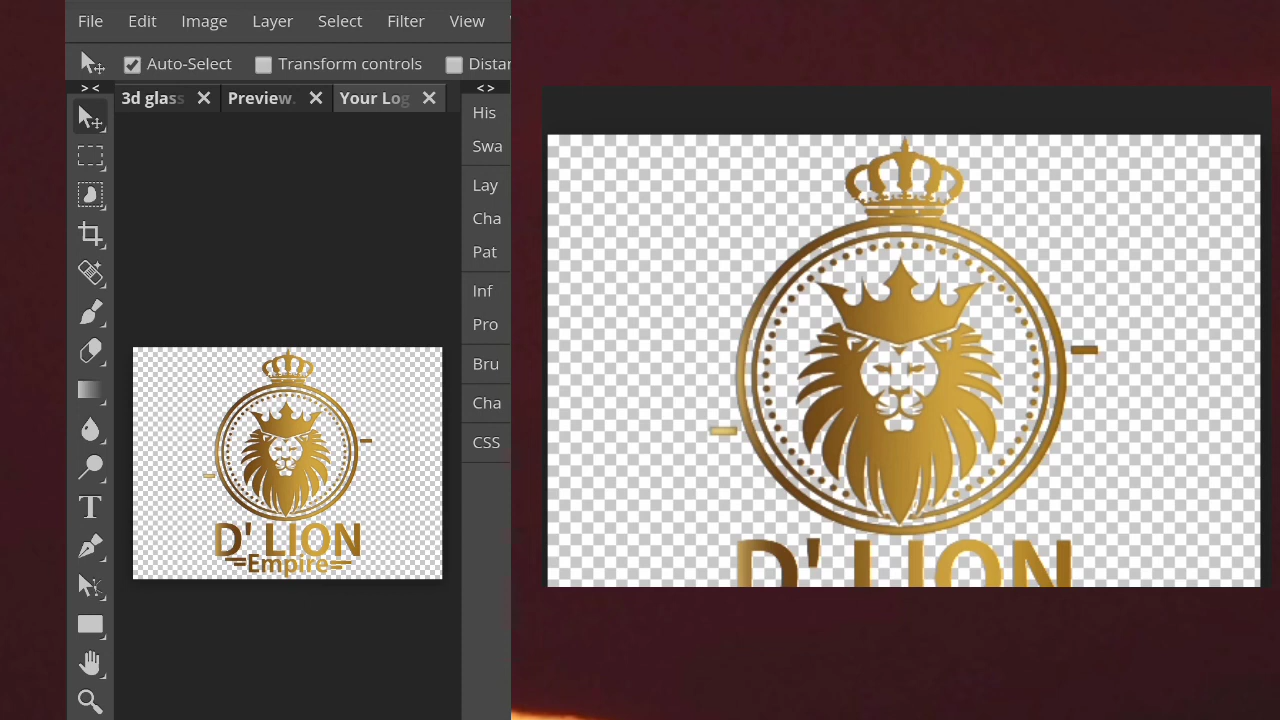 File Edit Image Layer Select Filter View
Auto-Select Transform controls Distar
> < < >
3d glass Preview. Your Log
His
Swa
Lay
Cha
Pat
Inf
Pro
Bru
Cha
CSS
T
D' LION
Empire
D' LION